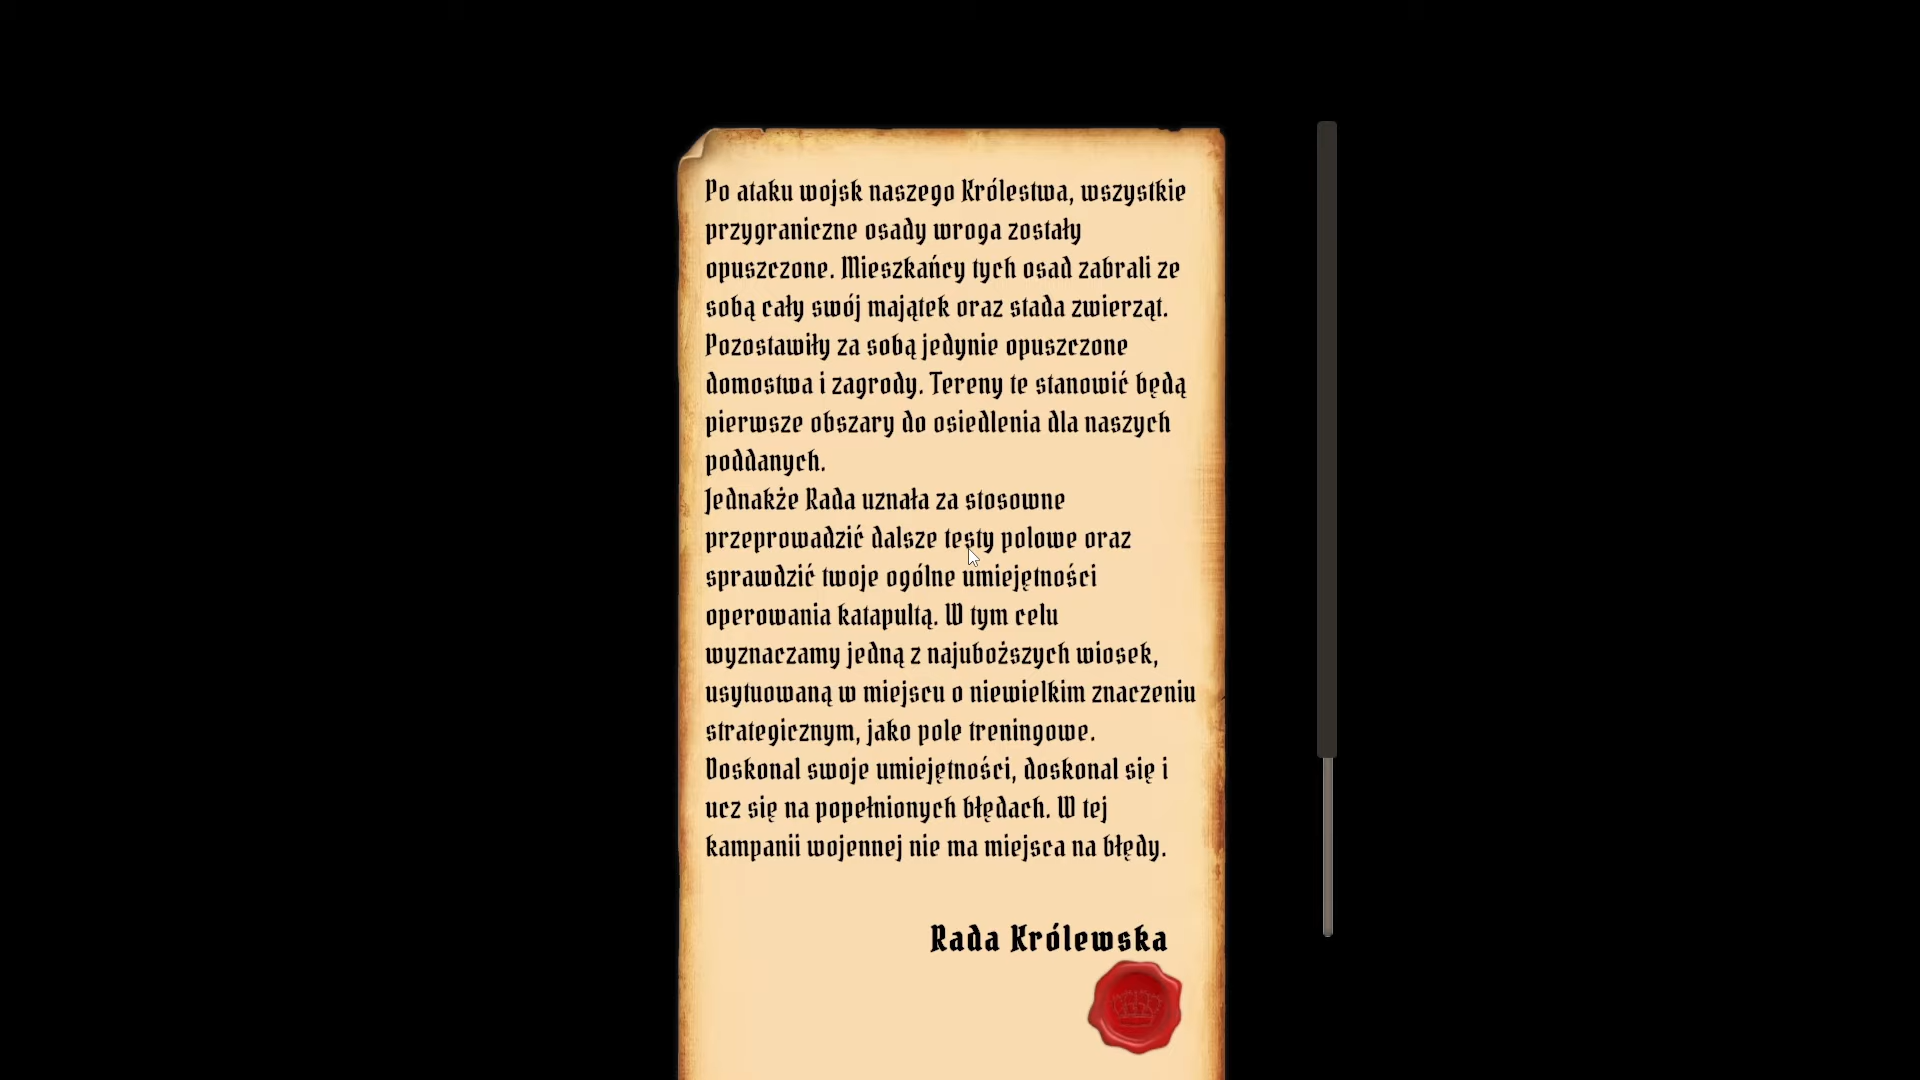 Po ataku wojsk naszego Królestwa, wszystkie
przygraniczne osady wroga zostały
opuszczone. Mieszkańcy tych osad zabrali ze
sobą cały swój majątek oraz stada zwierząt.
Pozostawiły za sobą jedynie opuszczone
domostwa i zagrody. Tereny te stanowić będą
pierwsze obszary do osiedlenia dla naszych
poddanych.
Jednakże Rada uznała za stosowne
przeprowadzić dalsze testy polowe oraz
sprawdzić twoje ogólne umiejętności
operowania katapultą. W tym celu
wyznaczamy jedną z najuboższych wiosek,
usytuowaną w miejscu o niewielkim znaczeniu
strategicznym, jako pole treningowe.
Doskonal swoje umiejętności, doskonal się i
ucz się na popełnionych błędach. W tej
kampanii wojennej nie ma miejsca na błędy.
Rada Królewska